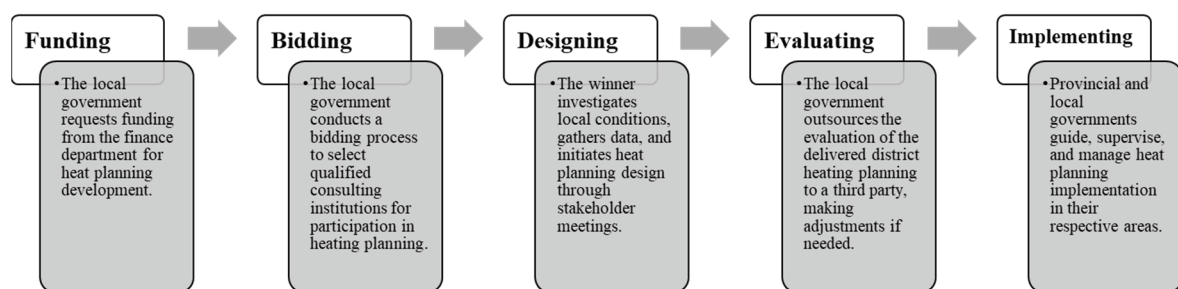 Funding
•The local
government
requests funding
from the finance
department for
heat planning
development.
Bidding
•The local
government
conducts a
bidding process
to select
qualified
consulting
institutions for
participation in
heating planning.
Designing
•The winner
investigates
local conditions,
gathers data, and
initiates heat
planning design
through
stakeholder
meetings.
Evaluating
•The local
government
outsources the
evaluation of the
delivered district
heating planning
to a third party,
making
adjustments if
needed.
Implementing
•Provincial and
local
governments
guide, supervise,
and manage heat
planning
implementation
in their
respective areas.